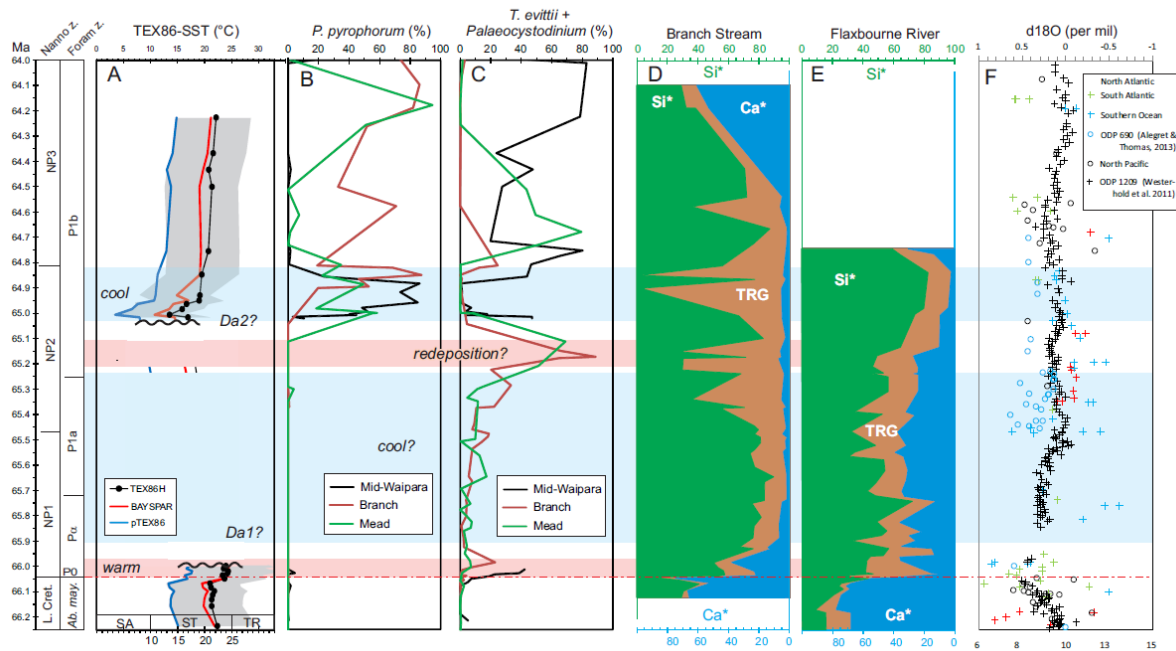 Ma
Nanno z.
Foram z.
TEX86-SST (°C)
0 5 10 15 20 25 30
P. pyrophorum (%)
0 20 40 60 80 100
T. evittii +
Palaeocystodinium (%)
0 20 40 60 80 100
Branch Stream
0 20 40 60 80 100
Si*
Flaxbourne River
0 20 40 60 80 100
Si*
d18O (per mil)
1 0.5 0 -0.5 -1
A
B
C
D
E
F
64.0
64.1
64.2
64.3
64.4
64.5
64.6
64.7
64.8
64.9
65.0
65.1
65.2
65.3
65.4
65.5
65.6
65.7
65.8
65.9
66.0
66.1
66.2
NP3
NP2
NP1
L. Cret.
P1b
P1a
Pα
P0
Ab. may.
cool
Da2?
redeposition?
cool?
Da1?
warm
TEX86H
BAYSPAR
pTEX86
SA
ST
TR
10 15 20 25 30
Mid-Waipara
Branch
Mead
Mid-Waipara
Branch
Mead
Si*
Ca*
TRG
Ca*
80 60 40 20 0
Si*
TRG
Ca*
80 60 40 20 0
North Atlantic
South Atlantic
Southern Ocean
ODP 690 (Alegret &
Thomas, 2013)
North Pacific
ODP 1209 (Wester-
hold et al. 2011)
6 8 10 12 15